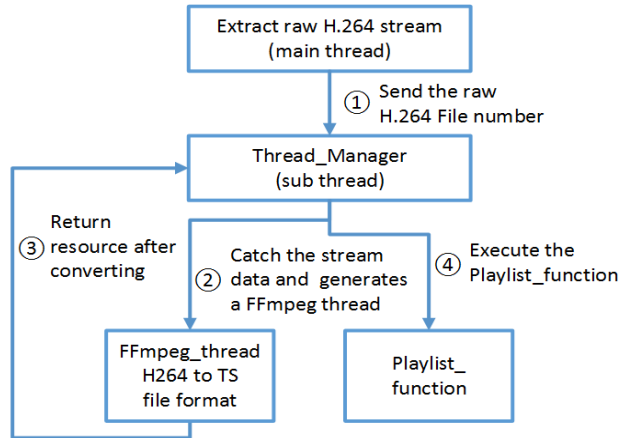 Extract raw H.264 stream
(main thread)
① Send the raw
H.264 File number
Thread_Manager
(sub thread)
③ Return
resource after
converting
② Catch the stream
data and generates
a FFmpeg thread
④ Execute the
Playlist_function
FFmpeg_thread
H264 to TS
file format
Playlist_
function